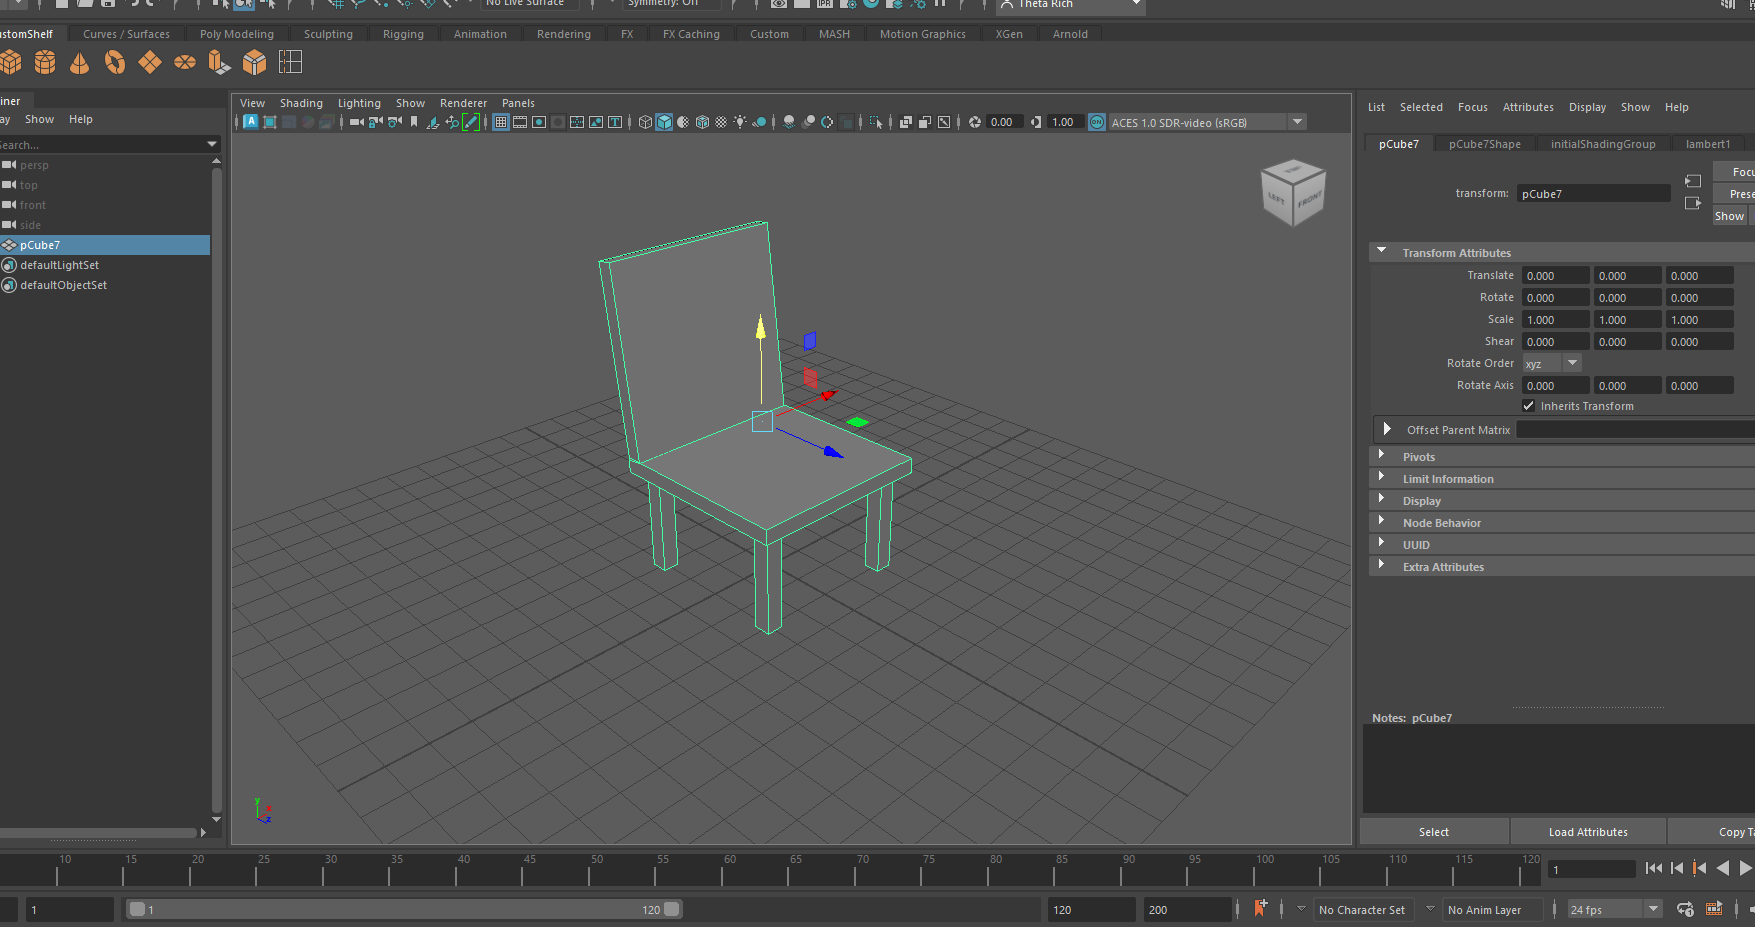 No Live Surface
Symmetry: Off
IPR
Theta Rich
Curves / Surfaces
Poly Modeling
Sculpting
Rigging
Animation
Rendering
FX
FX Caching
Custom
MASH
Motion Graphics
XGen
Arnold
Show
Help
persp
top
front
side
pCube7
defaultLightSet
defaultObjectSet
View
Shading
Lighting
Show
Renderer
Panels
0.00
1.00
ON
ACES 1.0 SDR-video (sRGB)
LEFT
FRONT
y
x
z
List
Selected
Focus
Attributes
Display
Show
Help
pCube7
pCube7Shape
initialShadingGroup
lambert1
transform:
pCube7
Show
Transform Attributes
Translate 0.000 0.000 0.000
Rotate 0.000 0.000 0.000
Scale 1.000 1.000 1.000
Shear 0.000 0.000 0.000
Rotate Order xyz
Rotate Axis 0.000 0.000 0.000
Inherits Transform
Offset Parent Matrix
Pivots
Limit Information
Display
Node Behavior
UUID
Extra Attributes
Notes: pCube7
Select
Load Attributes
Copy Ta
10 15 20 25 30 35 40 45 50 55 60 65 70 75 80 85 90 95 100 105 110 115 120
1
1
1
120
120
200
No Character Set
No Anim Layer
24 fps